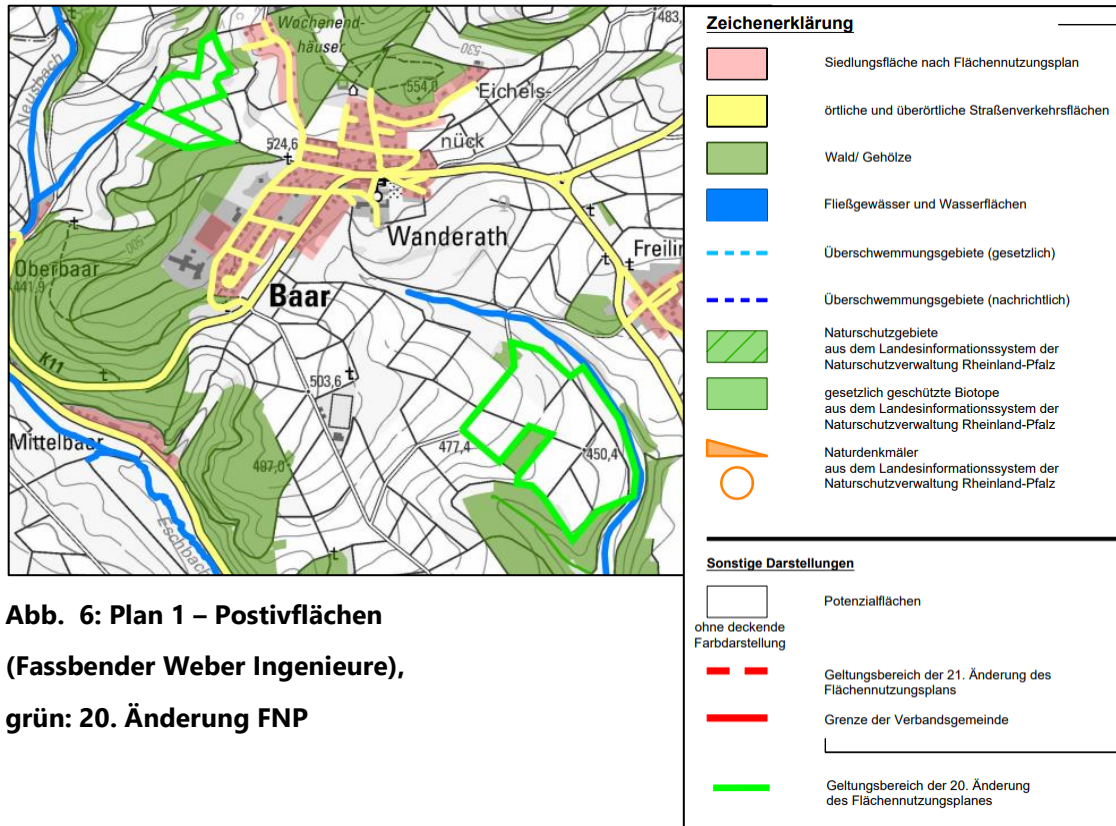 Wochenend-
häuser
483,
530
Neusbach
554,0
Eichels-
nück
524,6
Wanderath
500
Oberbaar
441,9
Freilin
Baar
K11
503,6
Mittelbaar
477,4
450,4
487,0
Eschbach
Abb. 6: Plan 1 – Postivflächen
(Fassbender Weber Ingenieure),
grün: 20. Änderung FNP
Zeichenerklärung
Siedlungsfläche nach Flächennutzungsplan
örtliche und überörtliche Straßenverkehrsflächen
Wald/ Gehölze
Fließgewässer und Wasserflächen
Überschwemmungsgebiete (gesetzlich)
Überschwemmungsgebiete (nachrichtlich)
Naturschutzgebiete
aus dem Landesinformationssystem der
Naturschutzverwaltung Rheinland-Pfalz
gesetzlich geschützte Biotope
aus dem Landesinformationssystem der
Naturschutzverwaltung Rheinland-Pfalz
Naturdenkmäler
aus dem Landesinformationssystem der
Naturschutzverwaltung Rheinland-Pfalz
Sonstige Darstellungen
Potenzialflächen
ohne deckende
Farbdarstellung
Geltungsbereich der 21. Änderung des
Flächennutzungsplans
Grenze der Verbandsgemeinde
Geltungsbereich der 20. Änderung
des Flächennutzungsplanes